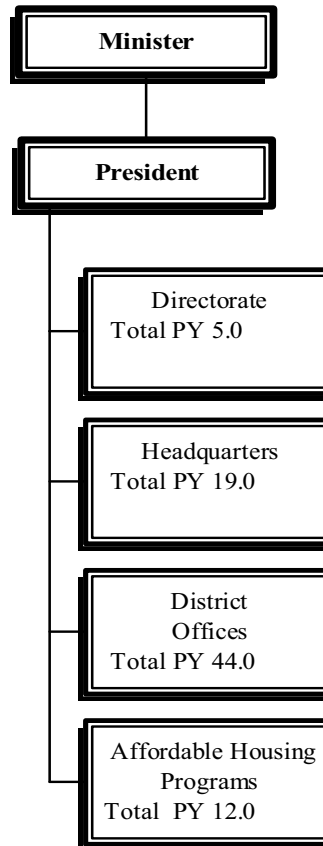 Minister
President
Directorate
Total PY 5.0
Headquarters
Total PY 19.0
District
Offices
Total PY 44.0
Affordable Housing
Programs
Total PY 12.0